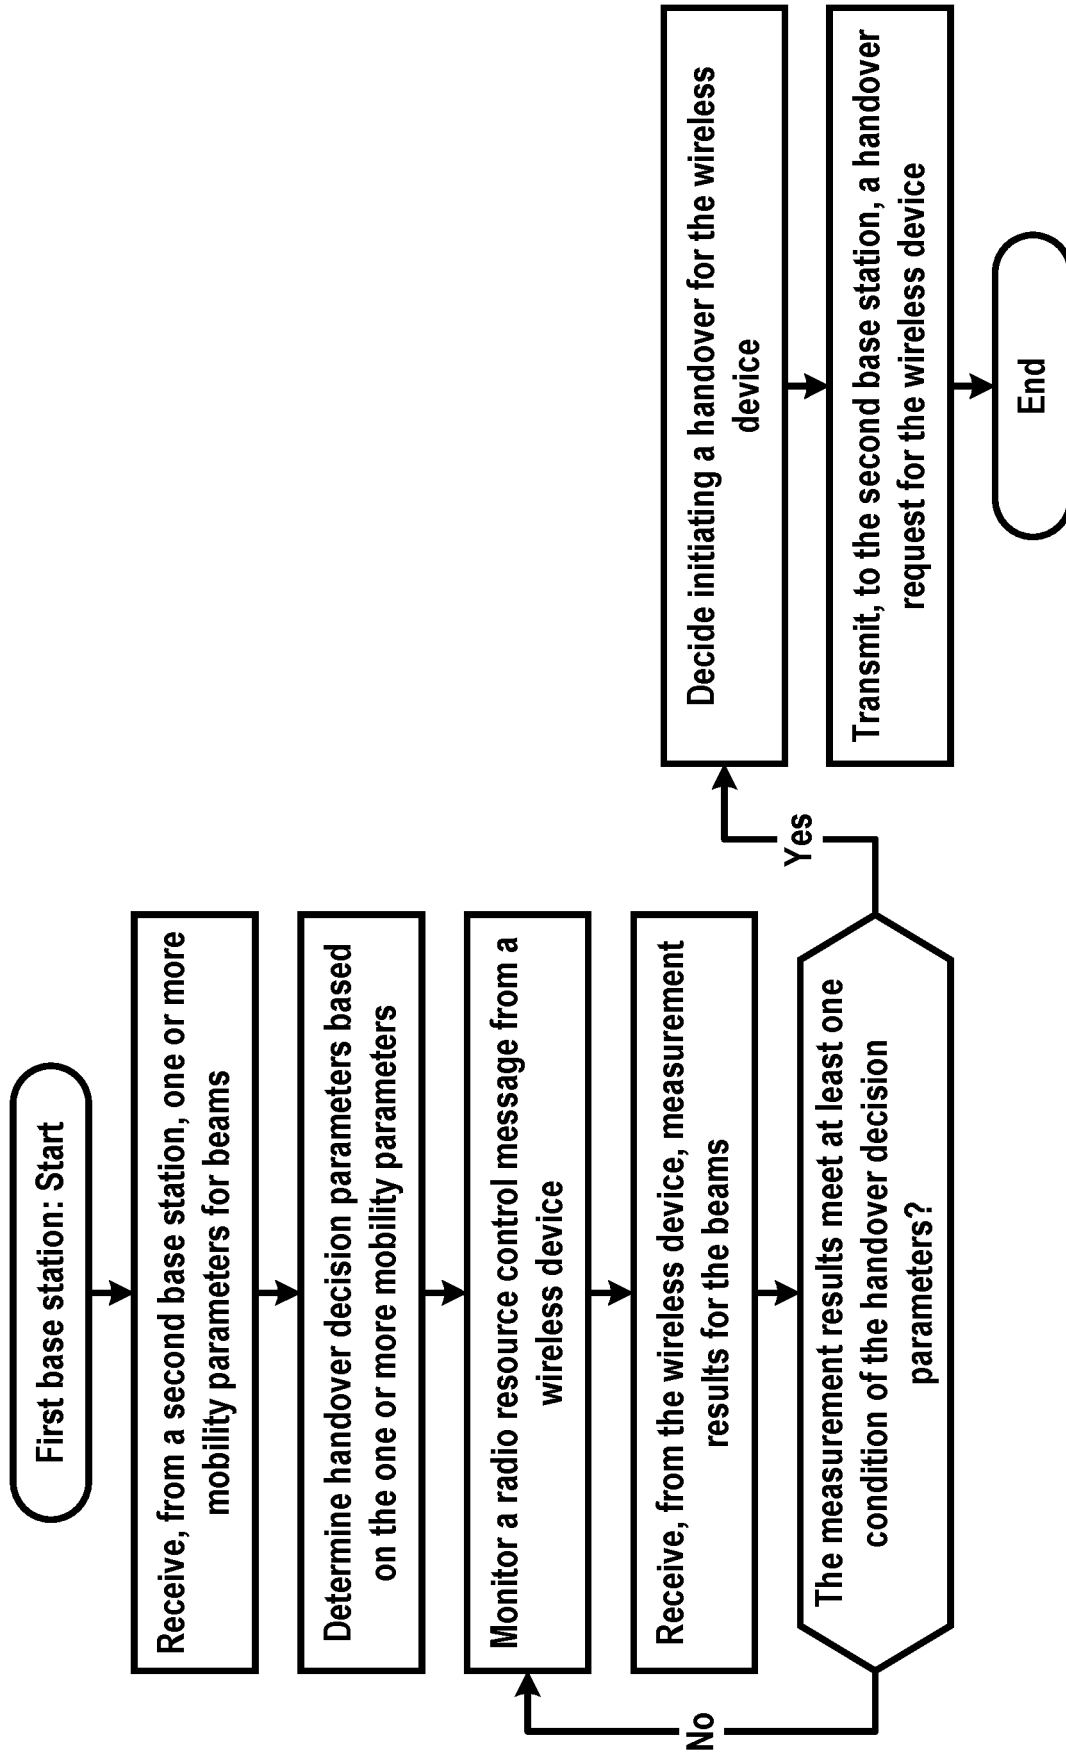 First base station: Start
Receive, from a second base station, one or more
mobility parameters for beams
Determine handover decision parameters based
on the one or more mobility parameters
Monitor a radio resource control message from a
wireless device
Receive, from the wireless device, measurement
results for the beams
The measurement results meet at least one
condition of the handover decision
parameters?
No
Yes
Decide initiating a handover for the wireless
device
Transmit, to the second base station, a handover
request for the wireless device
End